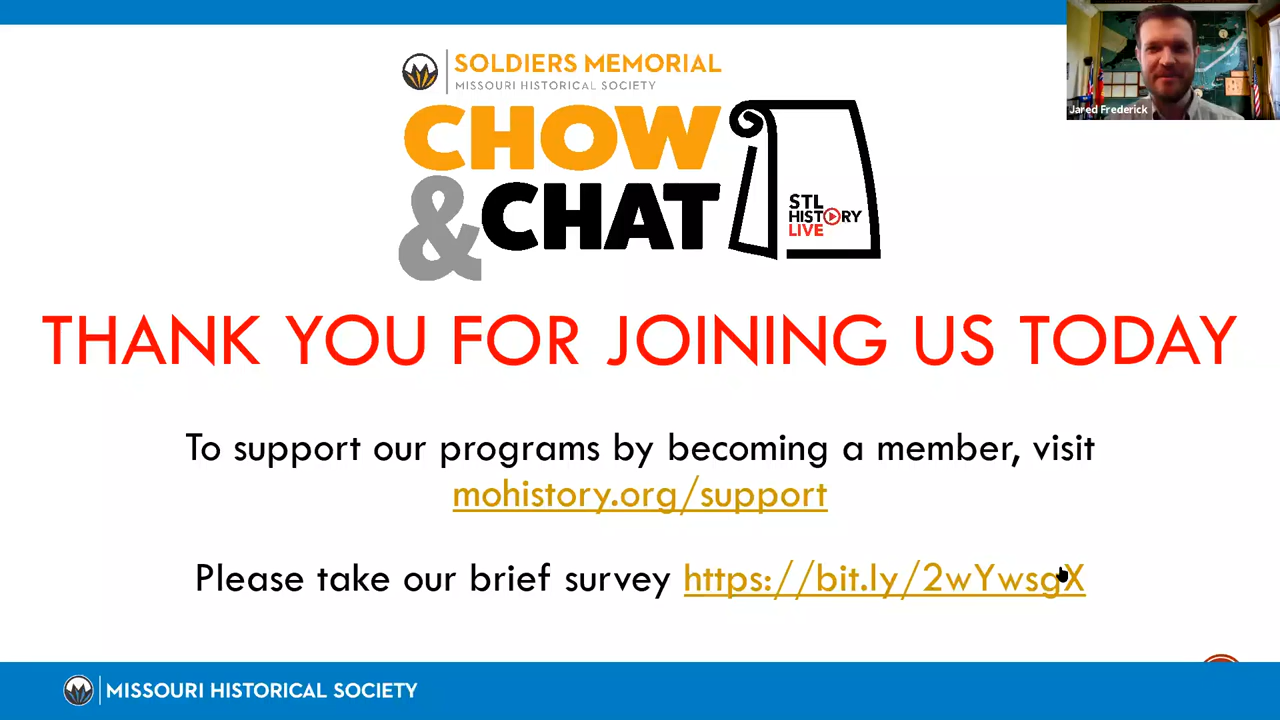 SOLDIERS MEMORIAL
MISSOURI HISTORICAL SOCIETY
CHOW
& CHAT
STL
HISTORY
LIVE
Jared Frederick
THANK YOU FOR JOINING US TODAY
To support our programs by becoming a member, visit
mohistory.org/support
Please take our brief survey https://bit.ly/2wYwsgX
MISSOURI HISTORICAL SOCIETY